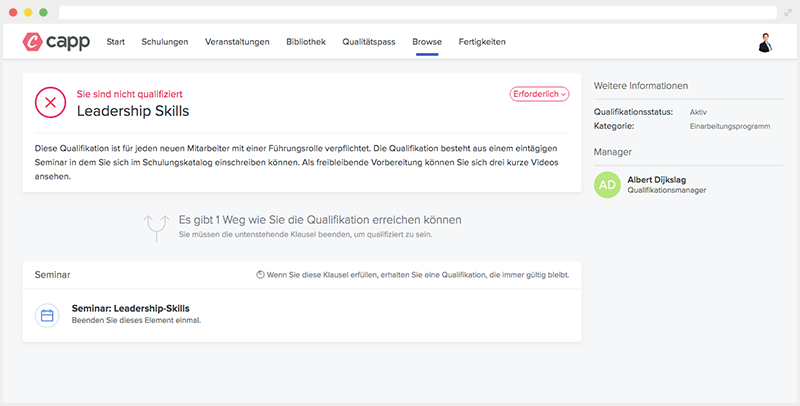 capp Start Schulungen Veranstaltungen Bibliothek Qualitätspass Browse Fertigkeiten
Sie sind nicht qualifiziert
Erforderlich
Leadership Skills
Diese Qualifikation ist für jeden neuen Mitarbeiter mit einer Führungsrolle verpflichtet. Die Qualifikation besteht aus einem eintägigen
Seminar in dem Sie sich im Schulungskatalog einschreiben können. Als freibleibende Vorbereitung können Sie sich drei kurze Videos
ansehen.
Es gibt 1 Weg wie Sie die Qualifikation erreichen können
Sie müssen die untenstehende Klausel beenden, um qualifiziert zu sein.
Seminar
Wenn Sie diese Klausel erfüllen, erhalten Sie eine Qualifikation, die immer gültig bleibt.
Seminar: Leadership-Skills
Beenden Sie dieses Element einmal.
Weitere Informationen
Qualifikationsstatus: Aktiv
Kategorie: Einarbeitungsprogramm
Manager
AD
Albert Dijkslag
Qualifikationsmanager